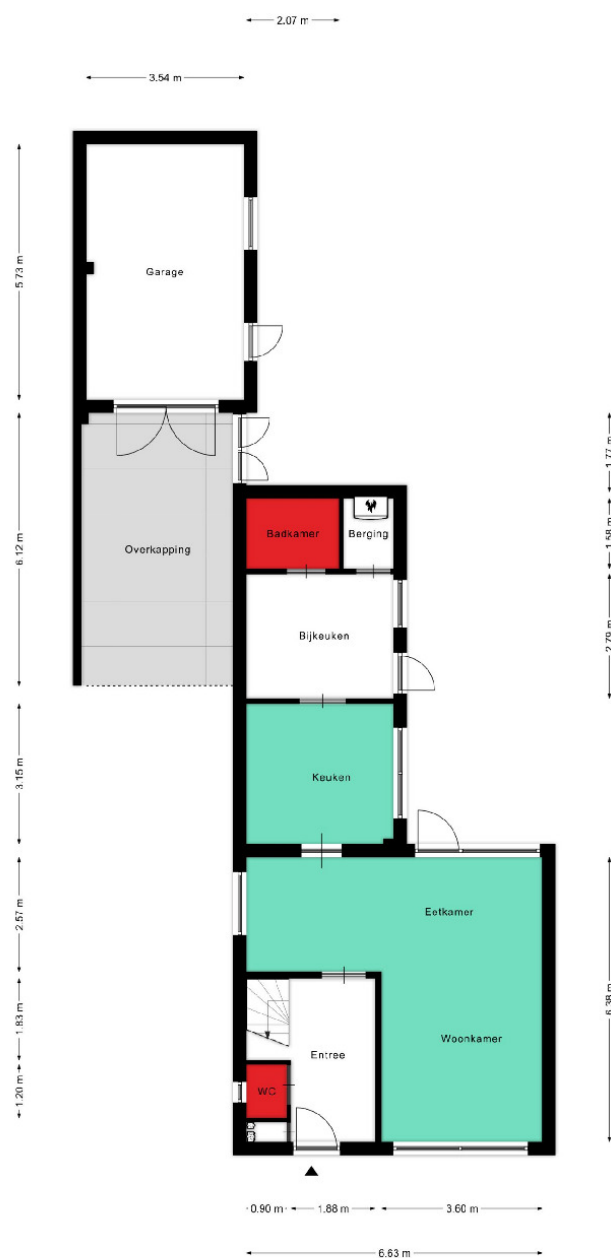 2.07 m
3.54 m
5.73 m
Garage
6.12 m
1.77 m
Badkamer
Berging
1.58 m
Overkapping
Bijkeuken
2.79 m
3.15 m
Keuken
2.57 m
Eetkamer
6.38 m
1.83 m
Entree
Woonkamer
1.20 m
WC
0.90 m
1.88 m
3.60 m
6.63 m